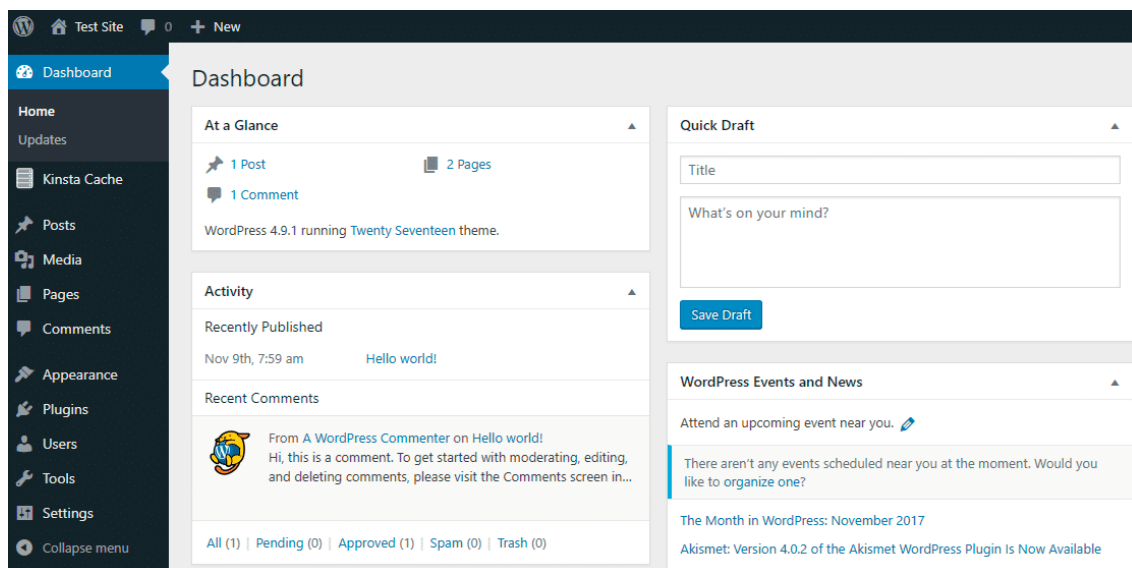 Test Site 0 New
Dashboard
Home
Updates
Kinsta Cache
Posts
Media
Pages
Comments
Appearance
Plugins
Users
Tools
Settings
Collapse menu
Dashboard
At a Glance
1 Post 2 Pages
1 Comment
WordPress 4.9.1 running Twenty Seventeen theme.
Activity
Recently Published
Nov 9th, 7:59 am Hello world!
Recent Comments
From A WordPress Commenter on Hello world!
Hi, this is a comment. To get started with moderating, editing,
and deleting comments, please visit the Comments screen in...
All (1) | Pending (0) | Approved (1) | Spam (0) | Trash (0)
Quick Draft
Title
What's on your mind?
Save Draft
WordPress Events and News
Attend an upcoming event near you.
There aren't any events scheduled near you at the moment. Would you
like to organize one?
The Month in WordPress: November 2017
Akismet: Version 4.0.2 of the Akismet WordPress Plugin Is Now Available